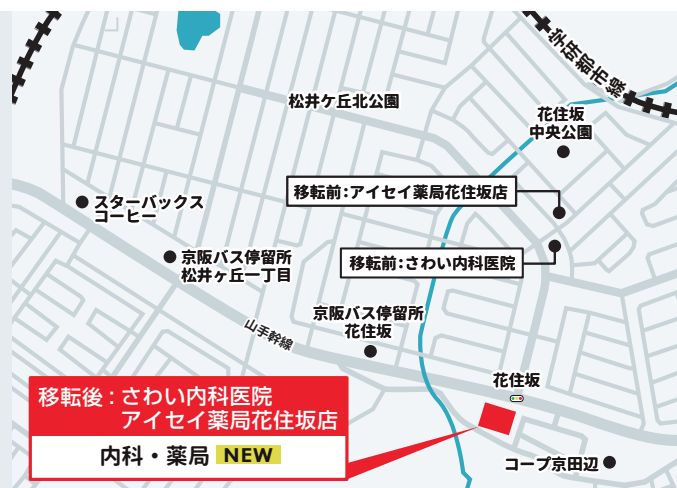 学研都市線
松井ケ丘北公園
花住坂
中央公園
移転前:アイセイ薬局花住坂店
スターバックス
コーヒー
移転前:さわい内科医院
京阪バス停留所
松井ヶ丘一丁目
京阪バス停留所
花住坂
山手幹線
花住坂
移転後:さわい内科医院
アイセイ薬局花住坂店
内科・薬局 NEW
コープ京田辺